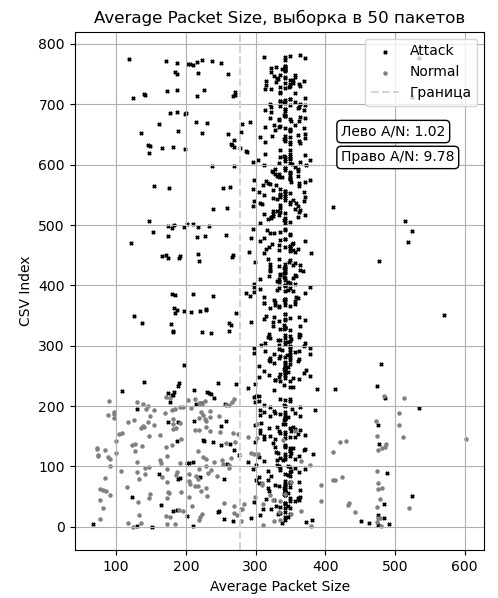 Average Packet Size, выборка в 50 пакетов
Attack
Normal
Граница
Лево A/N: 1.02
Право A/N: 9.78
CSV Index
800
700
600
500
400
300
200
100
0
100 200 300 400 500 600
Average Packet Size